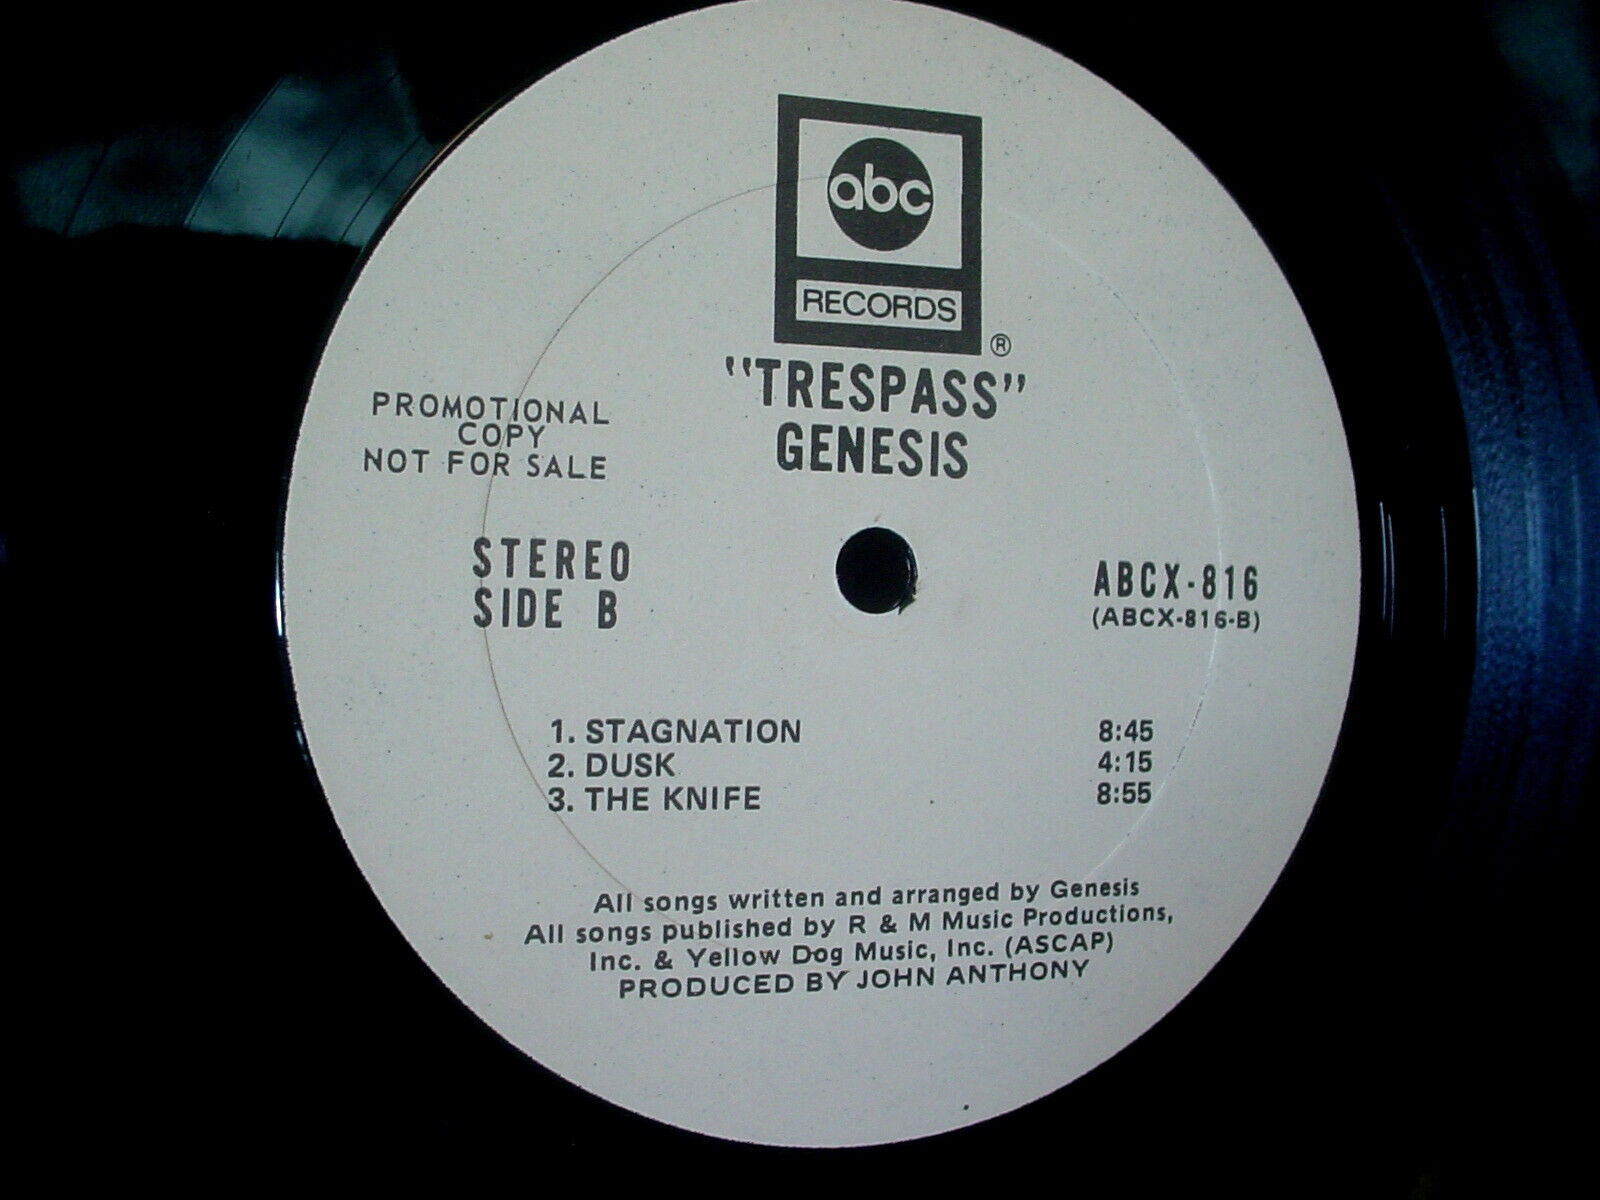 abc
RECORDS
®
"TRESPASS"
GENESIS
PROMOTIONAL
COPY
NOT FOR SALE
STEREO
SIDE B
ABCX-816
(ABCX-816-B)
1. STAGNATION 8:45
2. DUSK 4:15
3. THE KNIFE 8:55
All songs written and arranged by Genesis
All songs published by R & M Music Productions,
Inc. & Yellow Dog Music, Inc. (ASCAP)
PRODUCED BY JOHN ANTHONY